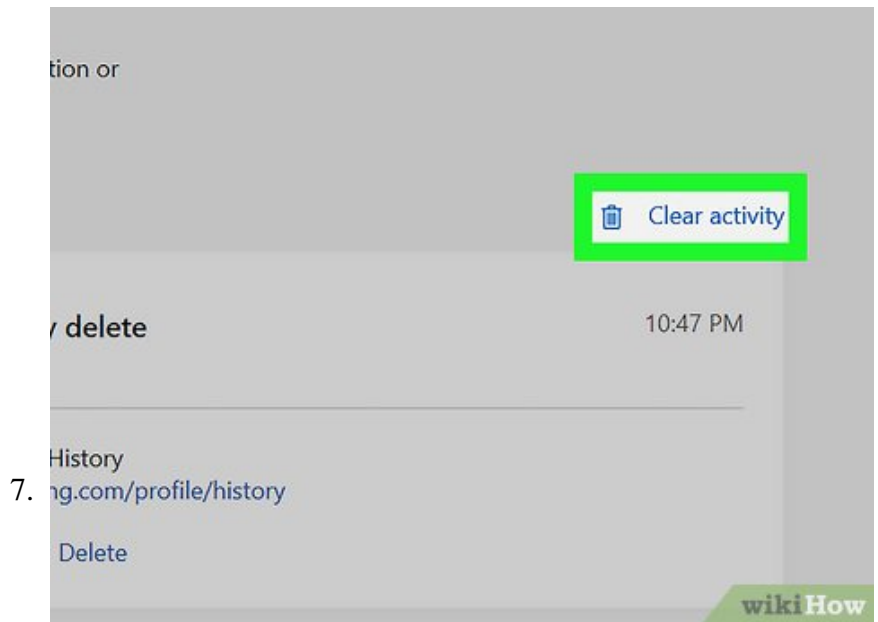 tion or
Clear activity
y delete
10:47 PM
History
7. ng.com/profile/history
Delete
wikiHow